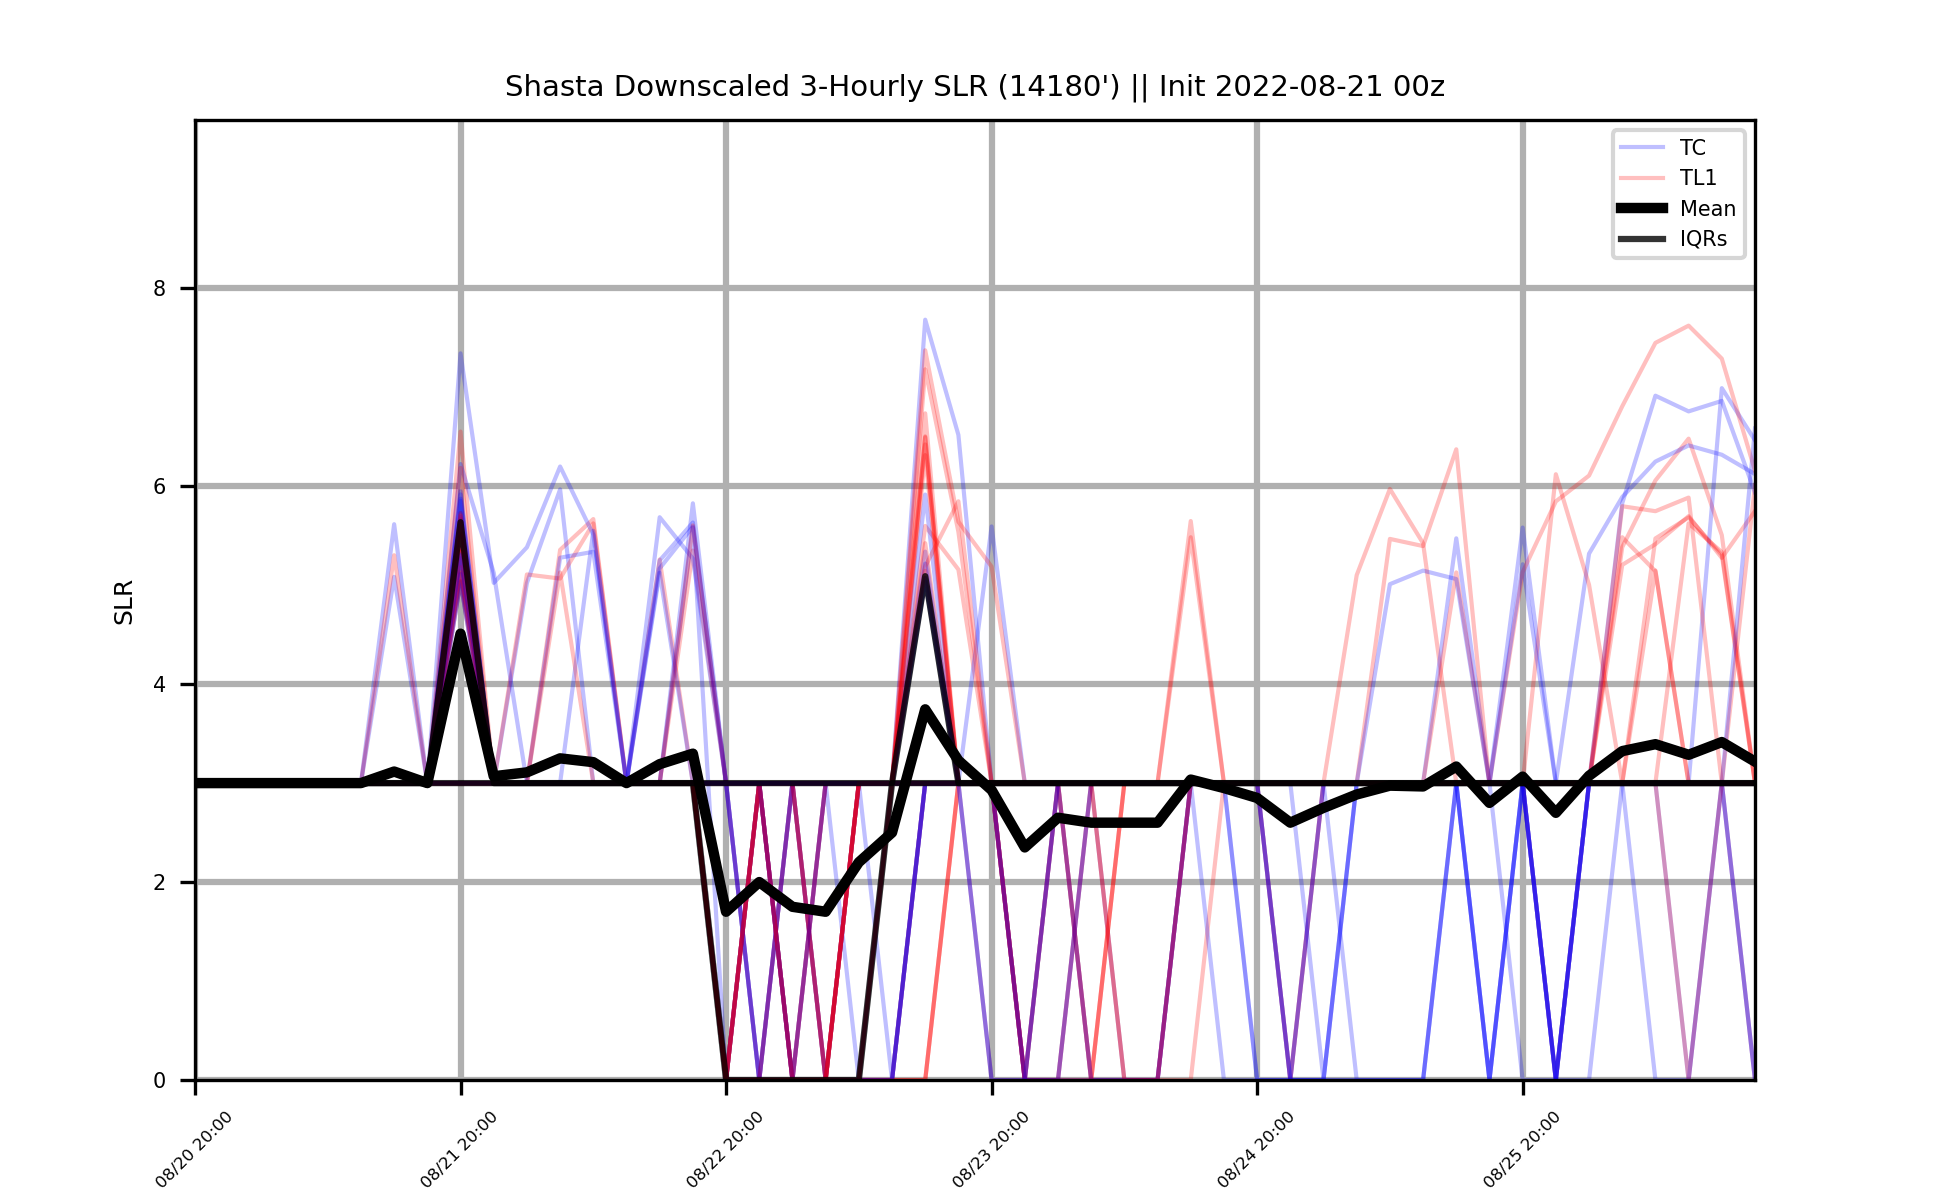 Shasta Downscaled 3-Hourly SLR (14180') || Init 2022-08-21 00z
TC
TL1
Mean
IQRs
SLR
8
6
4
2
0
08/20 20:00
08/21 20:00
08/22 20:00
08/23 20:00
08/24 20:00
08/25 20:00